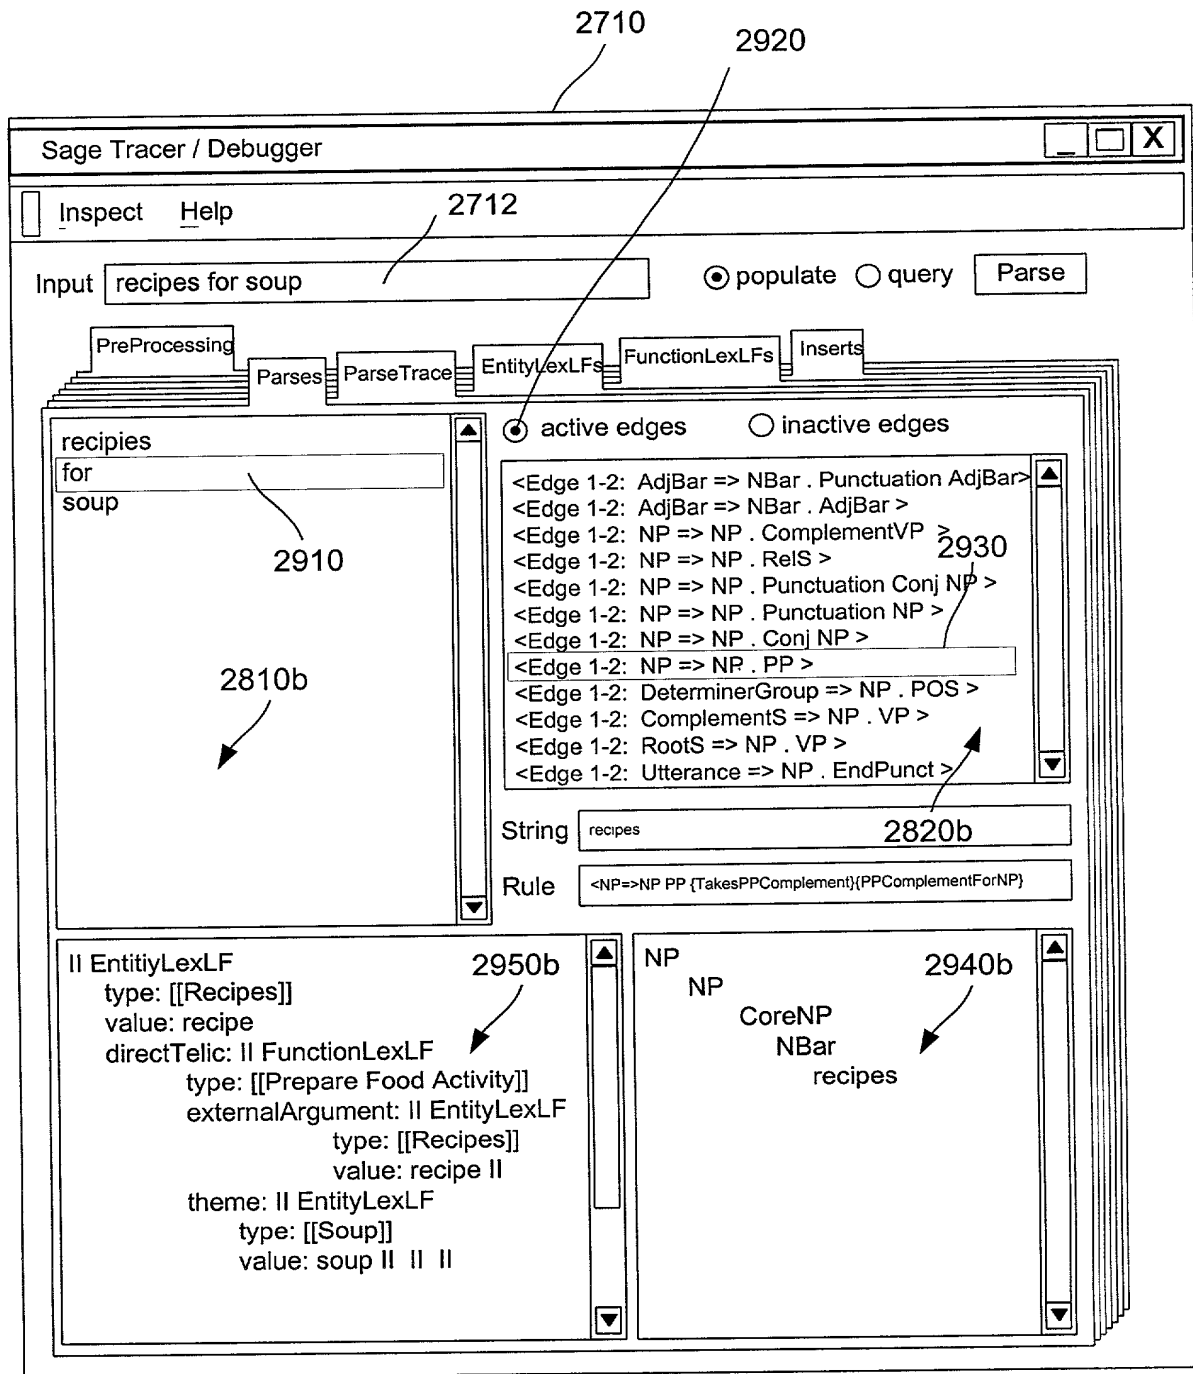 2710
2920
Sage Tracer / Debugger
_ X
Inspect Help
2712
Input recipes for soup populate query Parse
PreProcessing Parses ParseTrace EntityLexLFs FunctionLexLFs Inserts
recipies
for
soup
2910
2810b
active edges inactive edges
<Edge 1-2: AdjBar => NBar . Punctuation AdjBar>
<Edge 1-2: AdjBar => NBar . AdjBar >
<Edge 1-2: NP => NP . ComplementVP >
2930
<Edge 1-2: NP => NP . RelS >
<Edge 1-2: NP => NP . Punctuation Conj NP >
<Edge 1-2: NP => NP . Punctuation NP >
<Edge 1-2: NP => NP . Conj NP >
<Edge 1-2: NP => NP . PP >
<Edge 1-2: DeterminerGroup => NP . POS >
<Edge 1-2: ComplementS => NP . VP >
<Edge 1-2: RootS => NP . VP >
<Edge 1-2: Utterance => NP . EndPunct >
String recipes
2820b
Rule <NP=>NP PP {TakesPPComplement}{PPComplementForNP}
II EntitiyLexLF
type: [[Recipes]]
value: recipe
directTelic: II FunctionLexLF
type: [[Prepare Food Activity]]
externalArgument: II EntityLexLF
type: [[Recipes]]
value: recipe II
theme: II EntityLexLF
type: [[Soup]]
value: soup II II II
2950b
NP
NP
CoreNP
NBar
recipes
2940b